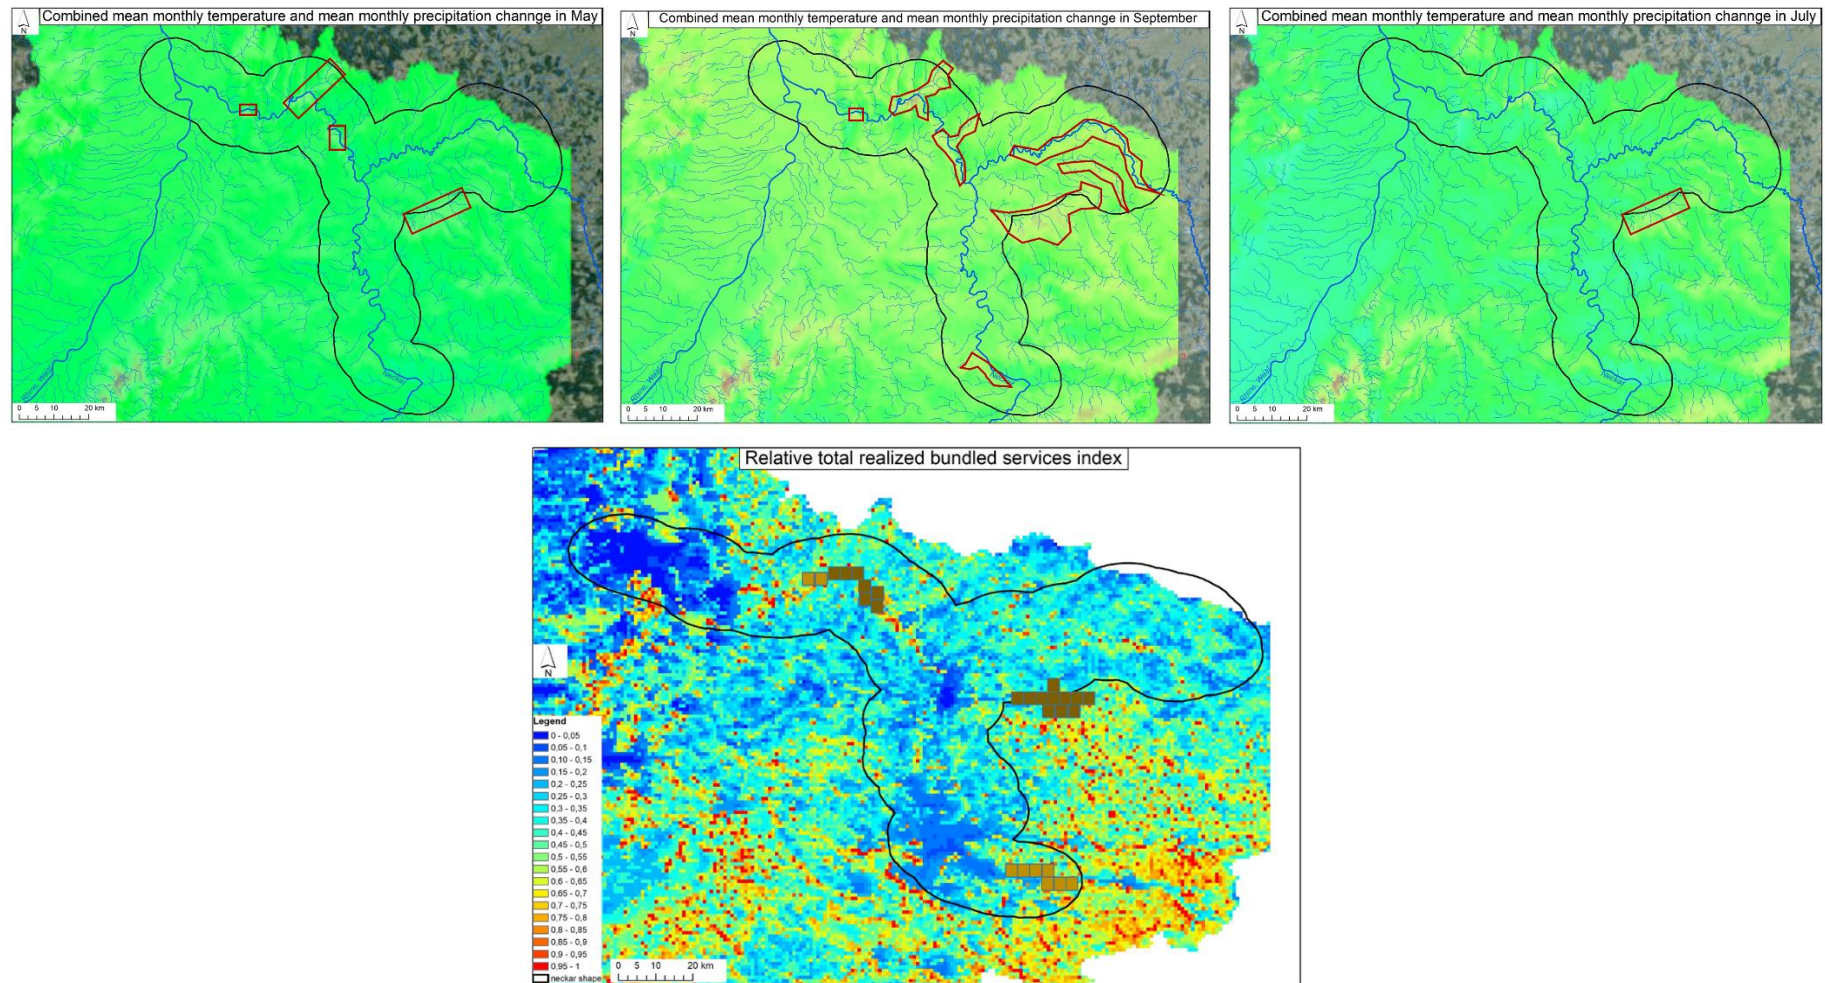 Combined mean monthly temperature and mean monthly precipitation channge in May
N
Neckar
0 5 10 20 km
Combined mean monthly temperature and mean monthly precipitation channge in September
N
0 5 10 20 km
Combined mean monthly temperature and mean monthly precipitation channge in July
N
Neckar
0 5 10 20 km
Relative total realized bundled services index
N
Legend
0 - 0,05
0,05 - 0,1
0,10 - 0,15
0,15 - 0,2
0,2 - 0,25
0,25 - 0,3
0,3 - 0,35
0,35 - 0,4
0,4 - 0,45
0,45 - 0,5
0,5 - 0,55
0,55 - 0,6
0,6 - 0,65
0,65 - 0,7
0,7 - 0,75
0,75 - 0,8
0,8 - 0,85
0,85 - 0,9
0,9 - 0,95
0,95 - 1
neckar shape
0 5 10 20 km